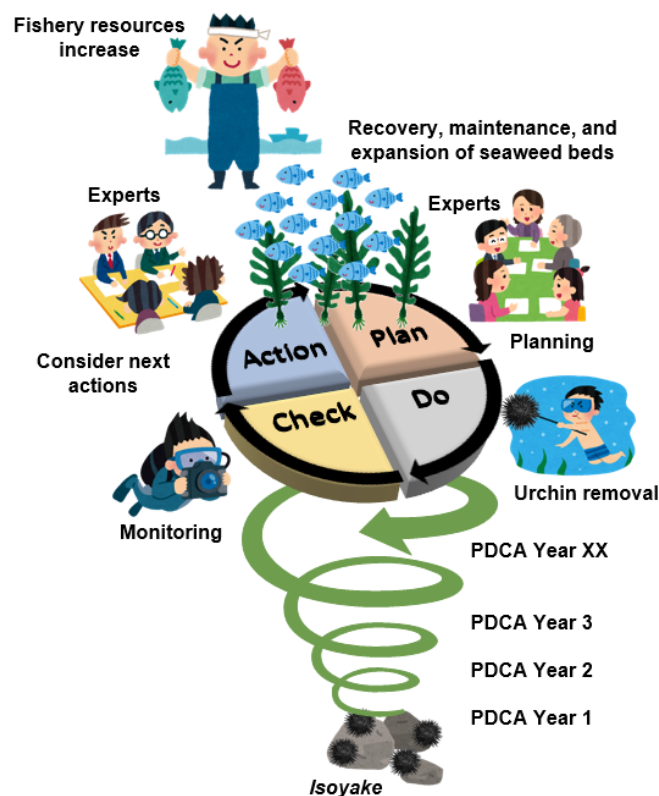 Fishery resources
increase
Recovery, maintenance, and
expansion of seaweed beds
Experts
Experts
Action
Plan
Planning
Consider next
actions
Check
Do
Monitoring
Urchin removal
PDCA Year XX
PDCA Year 3
PDCA Year 2
PDCA Year 1
Isoyake